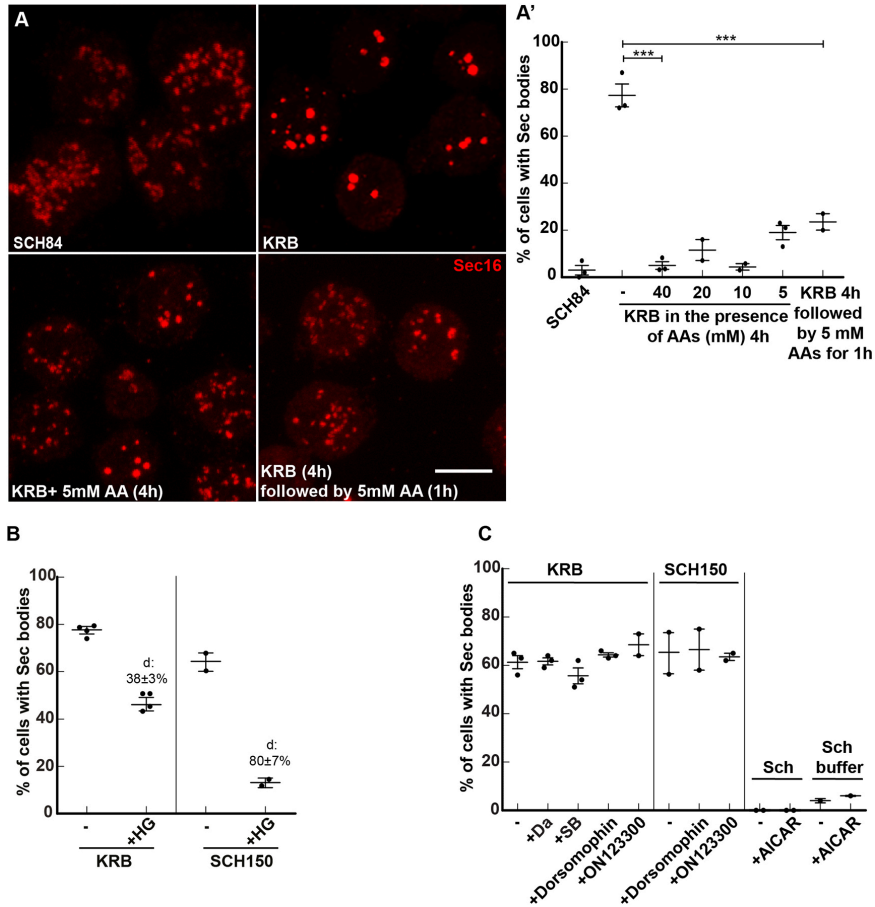 A
SCH84
KRB
Sec16
KRB+ 5mM AA (4h)
KRB (4h)
followed by 5mM AA (1h)
A'
% of cells with Sec bodies
100
80
60
40
20
0
***
***
SCH84
-
40
20
10
5
KRB in the presence
of AAs (mM) 4h
KRB 4h
followed
by 5 mM
AAs for 1h
B
% of cells with Sec bodies
100
80
60
40
20
0
d:
38±3%
d:
80±7%
-
+HG
-
+HG
KRB
SCH150
C
% of cells with Sec bodies
100
80
60
40
20
0
KRB
SCH150
Sch
Sch
buffer
-
+Da
+SB
+Dorsomophin
+ON123300
-
+Dorsomophin
+ON123300
-
+AICAR
-
+AICAR